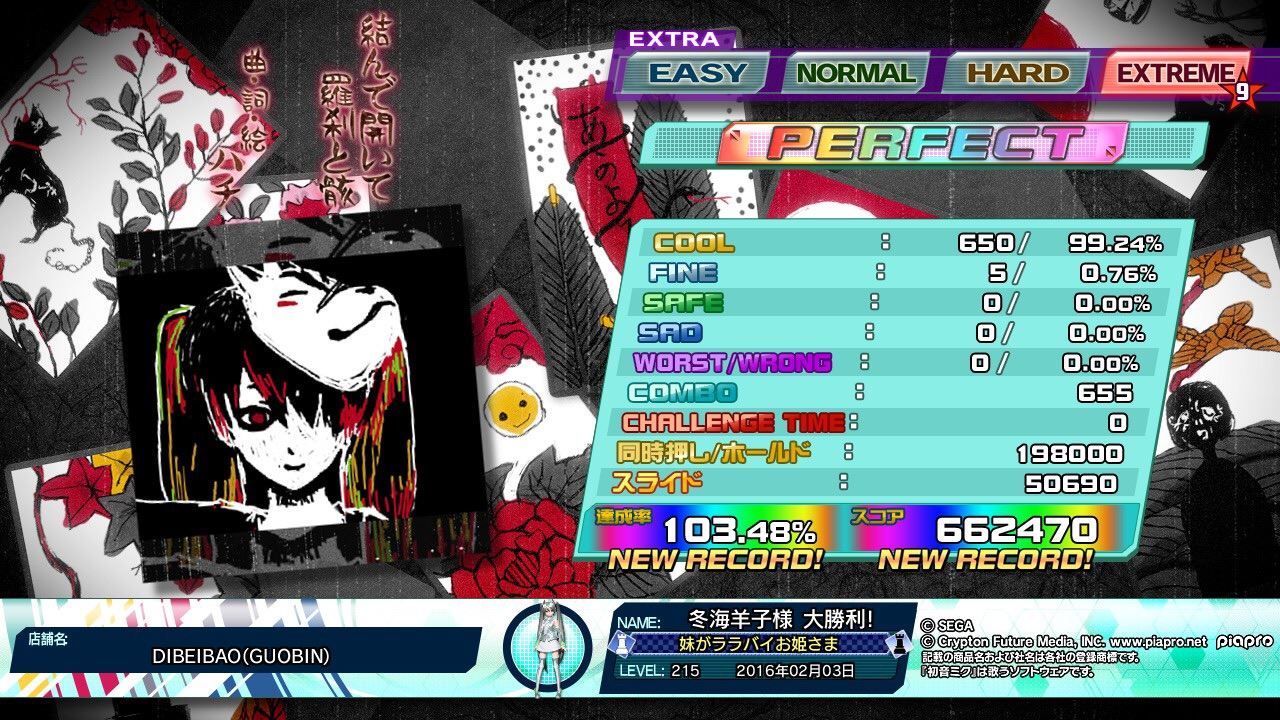 結んで開いて
羅刹と骸
曲・詞・絵
ハチ
あのよ
EXTRA
EASY NORMAL HARD EXTREME 9
PERFECT
COOL : 650/ 99.24%
FINE : 5/ 0.76%
SAFE : 0/ 0.00%
SAD : 0/ 0.00%
WORST/WRONG : 0/ 0.00%
COMBO : 655
CHALLENGE TIME : 0
同時押し/ホールド : 198000
スライド : 50690
達成率 103.48% スコア 662470
NEW RECORD! NEW RECORD!
店舗名
DIBEIBAO(GUOBIN)
NAME: 冬海羊子様 大勝利!
妹がララバイお姫さま
LEVEL: 215 2016年02月03日
© SEGA
© Crypton Future Media, INC. www.piapro.net piapro
記載の商品名および社名は各社の登録商標です。
『初音ミク』は歌うソフトウェアです。